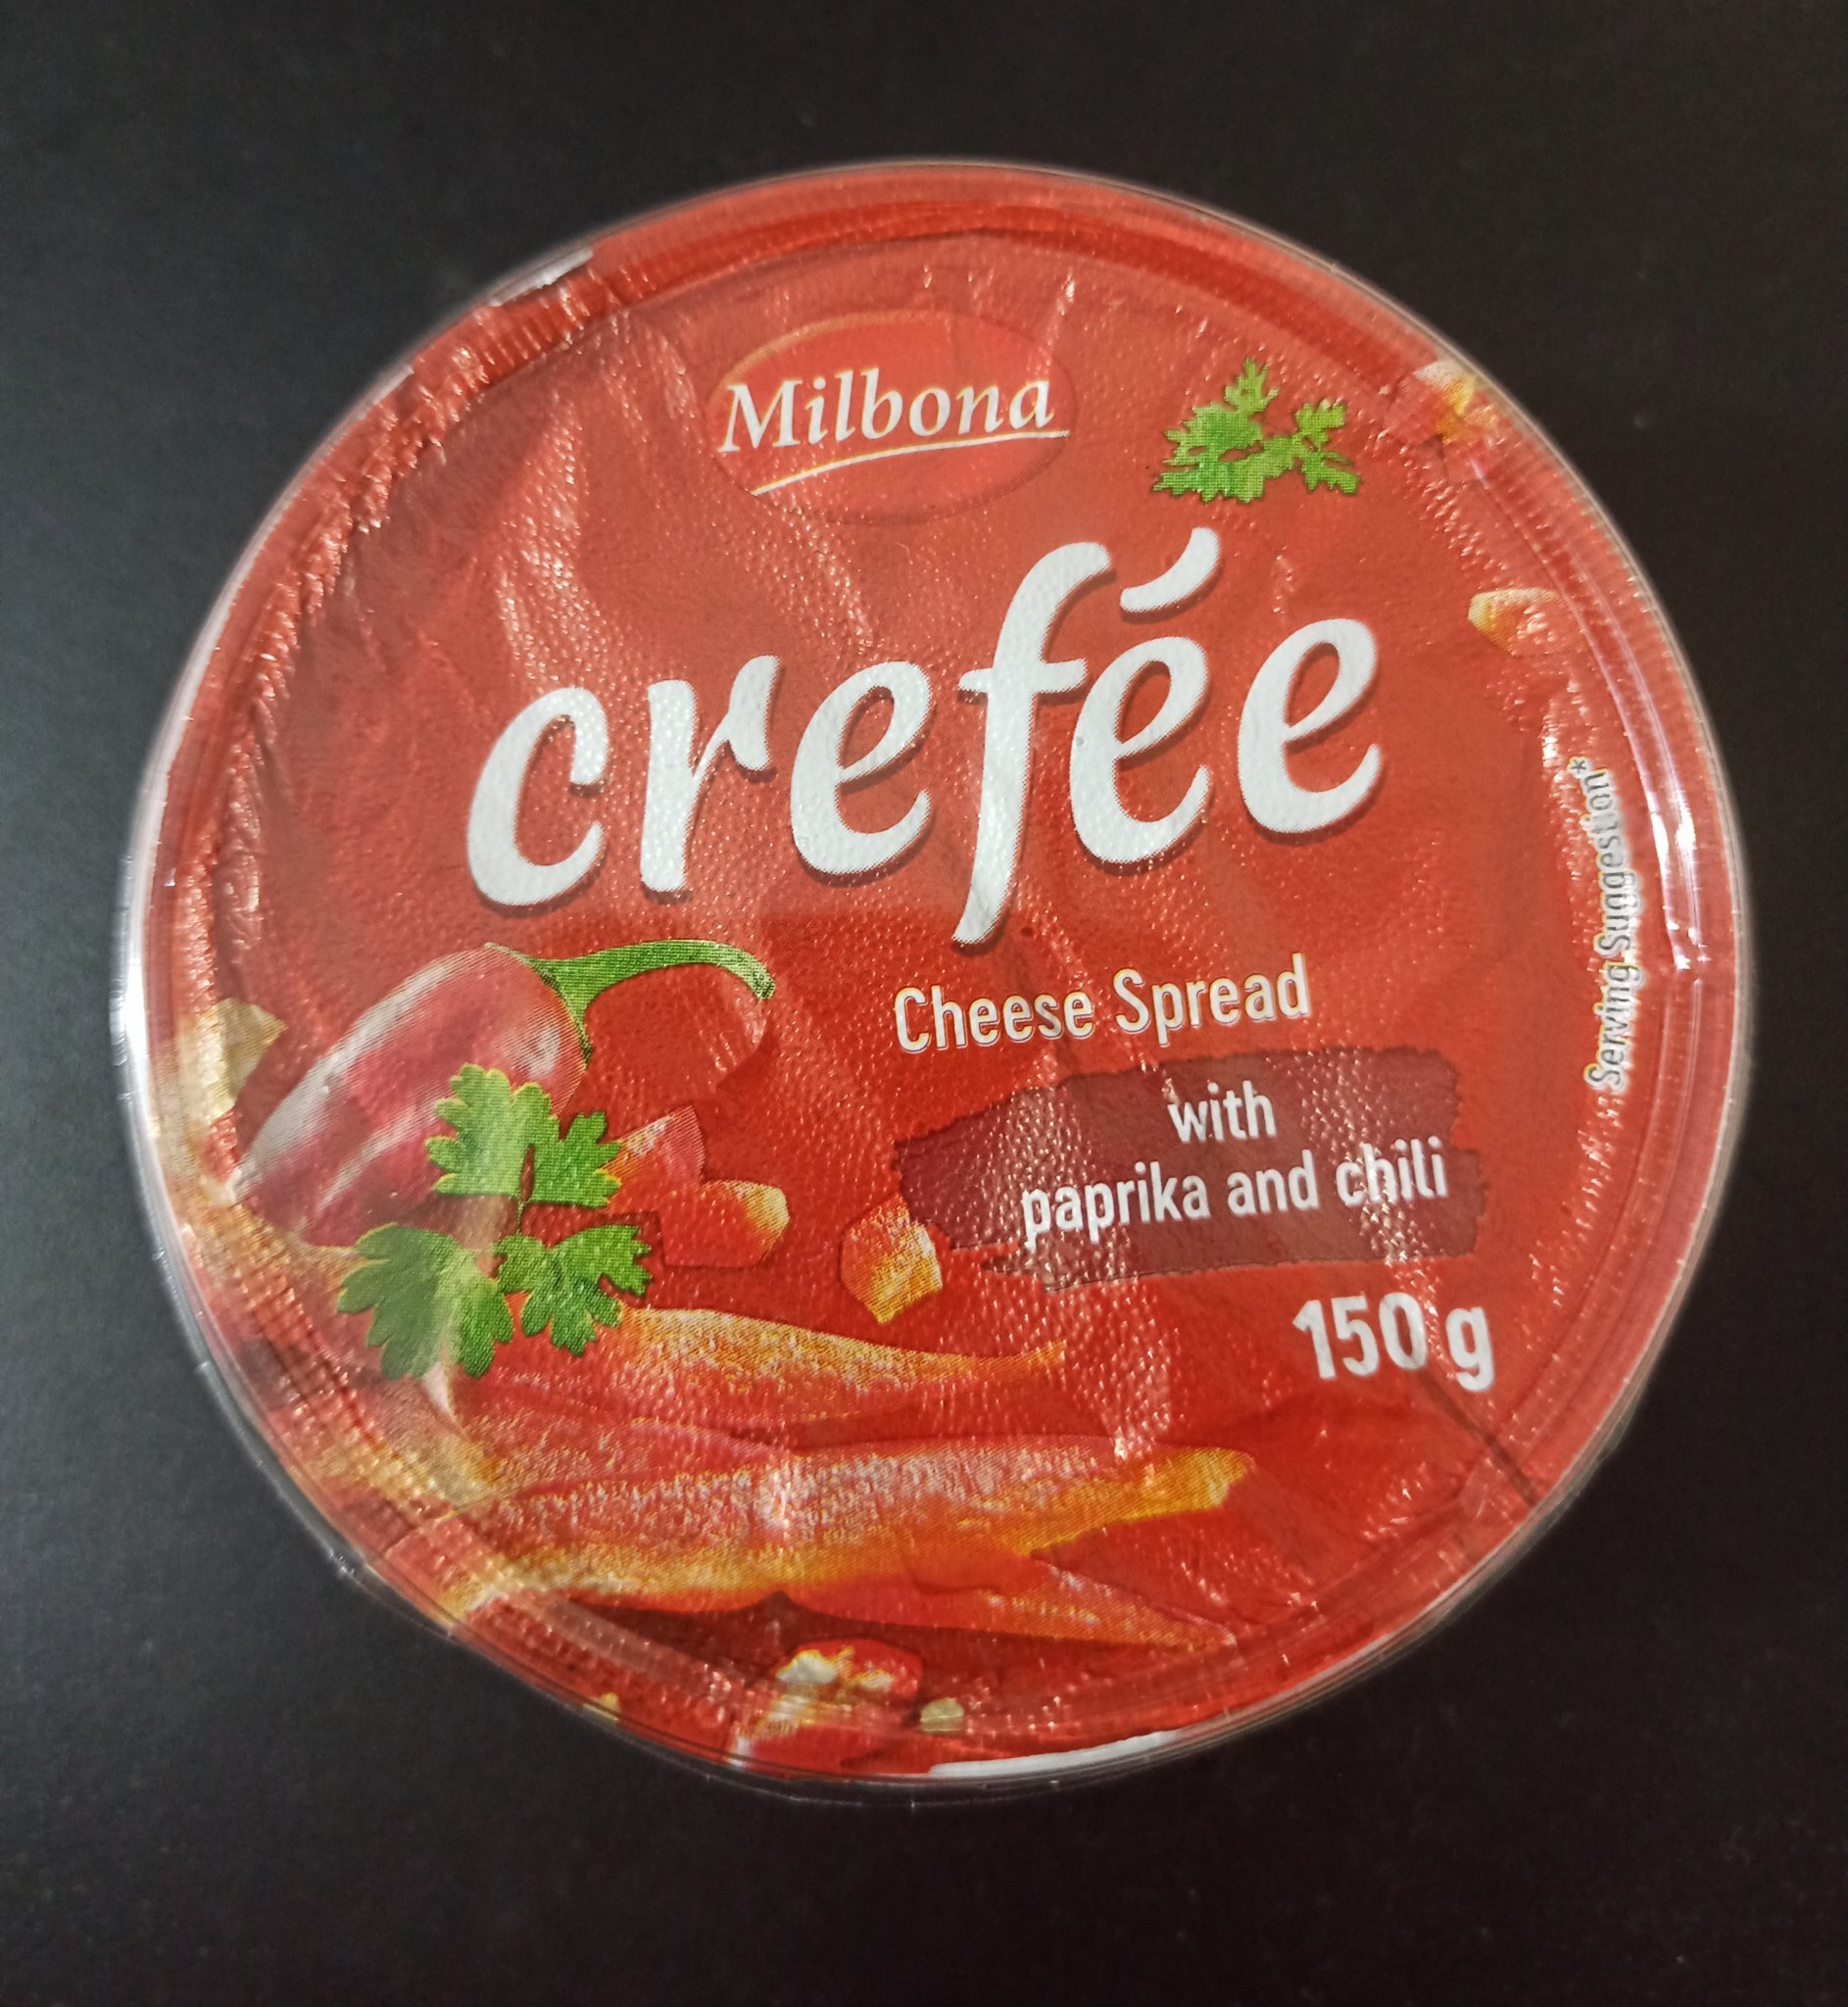 Milbona
crefée
Cheese Spread
with
paprika and chili
150 g
Serving Suggestion*